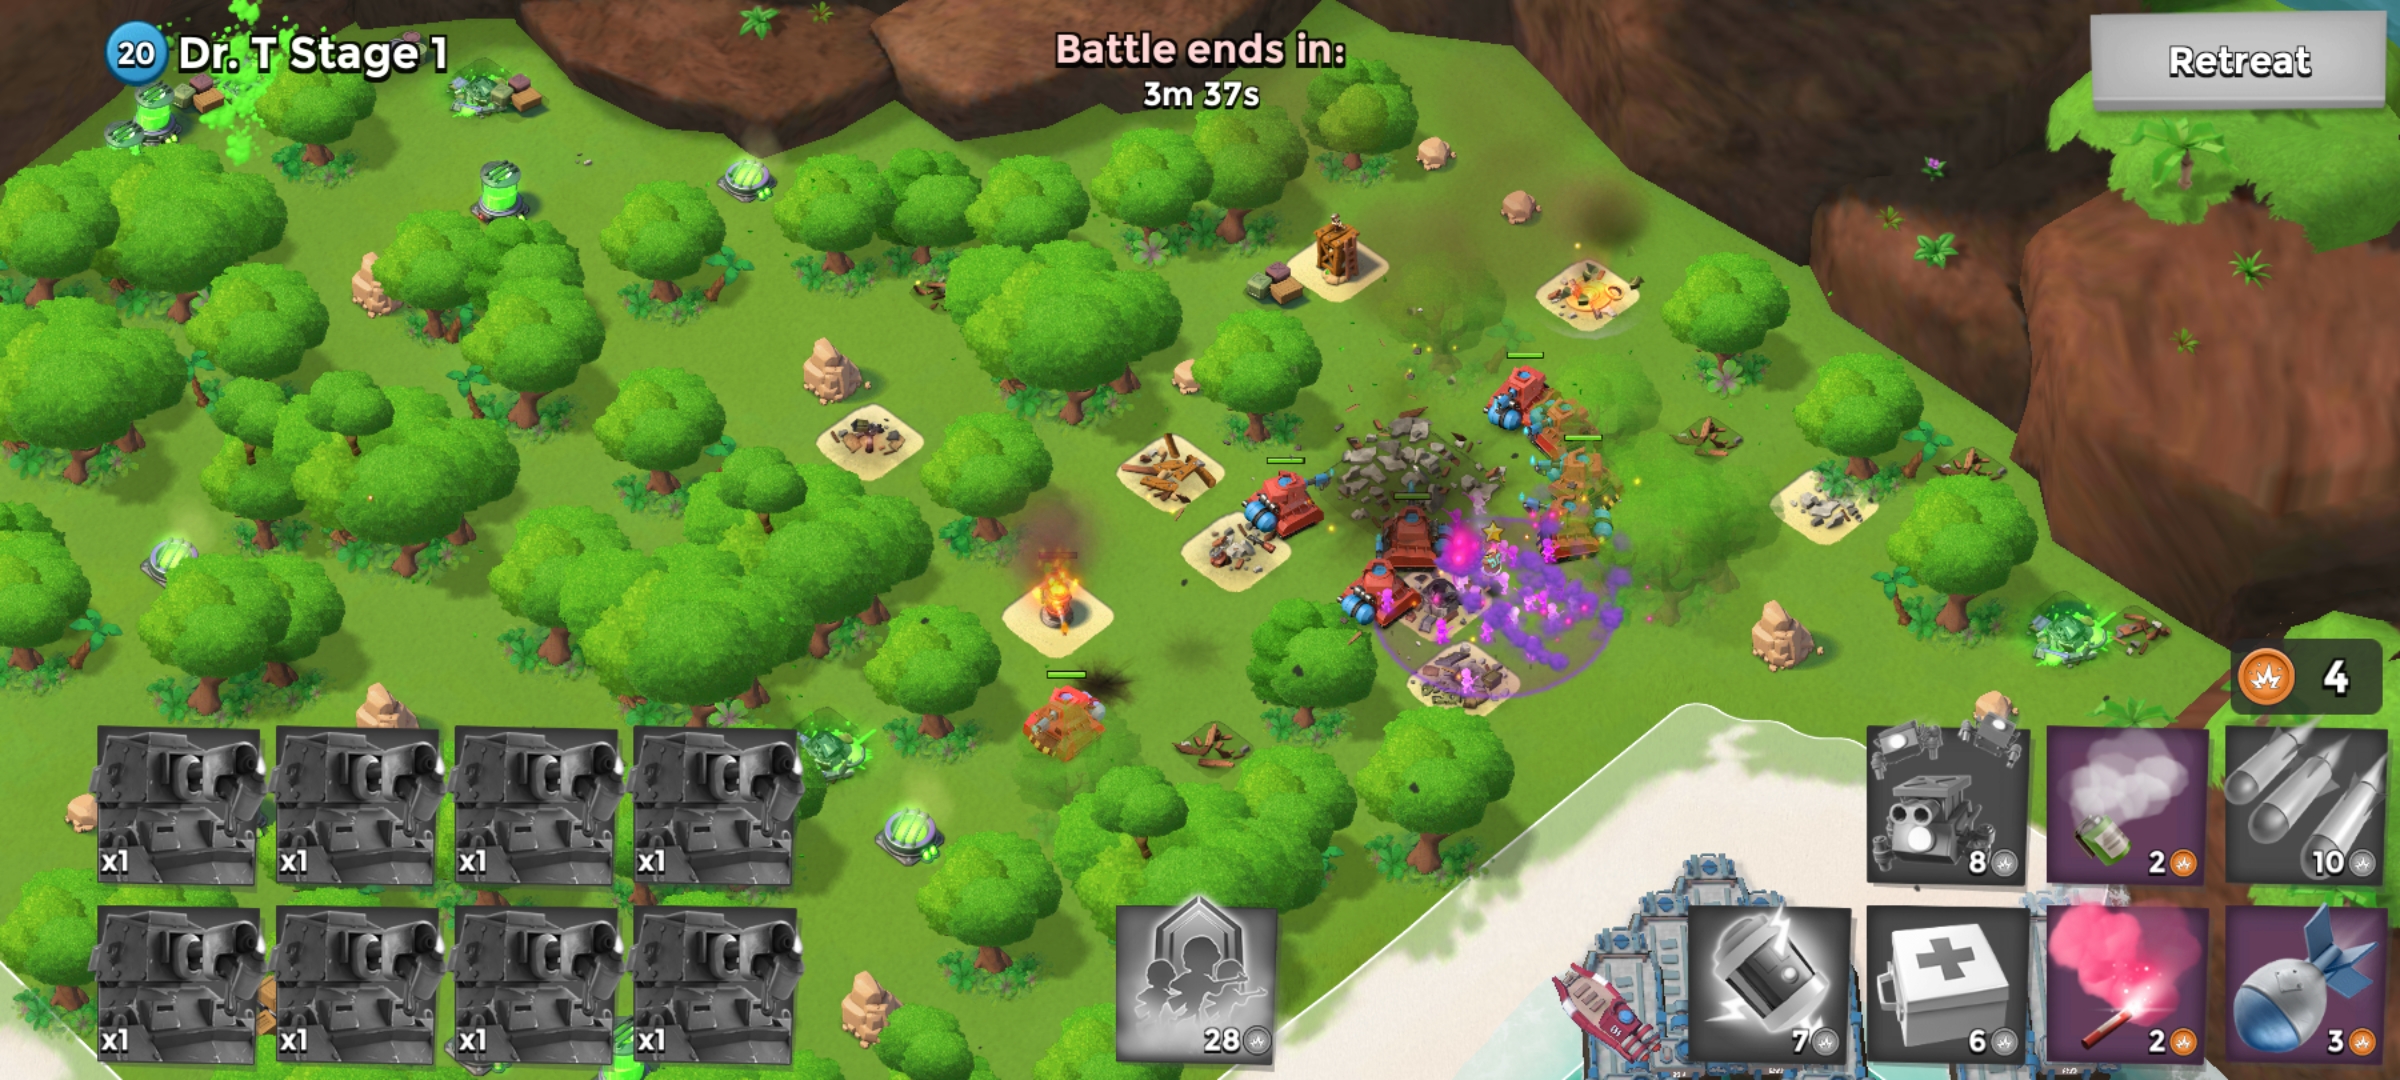 20 Dr. T Stage 1
Battle ends in:
3m 37s
Retreat
4
x1 x1 x1 x1
8 2 10
x1 x1 x1 x1
28 7 6 2 3